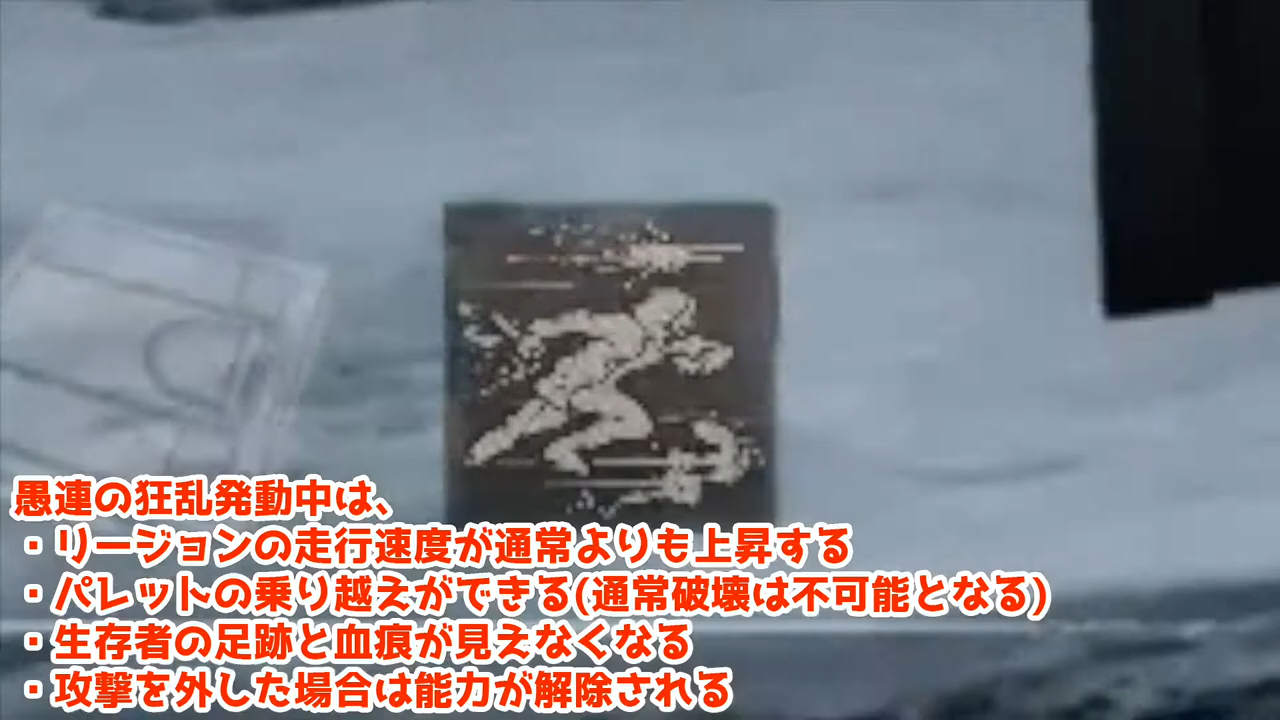 愚連の狂乱発動中は、
・リージョンの走行速度が通常よりも上昇する
・パレットの乗り越えができる(通常破壊は不可能となる)
・生存者の足跡と血痕が見えなくなる
・攻撃を外した場合は能力が解除される